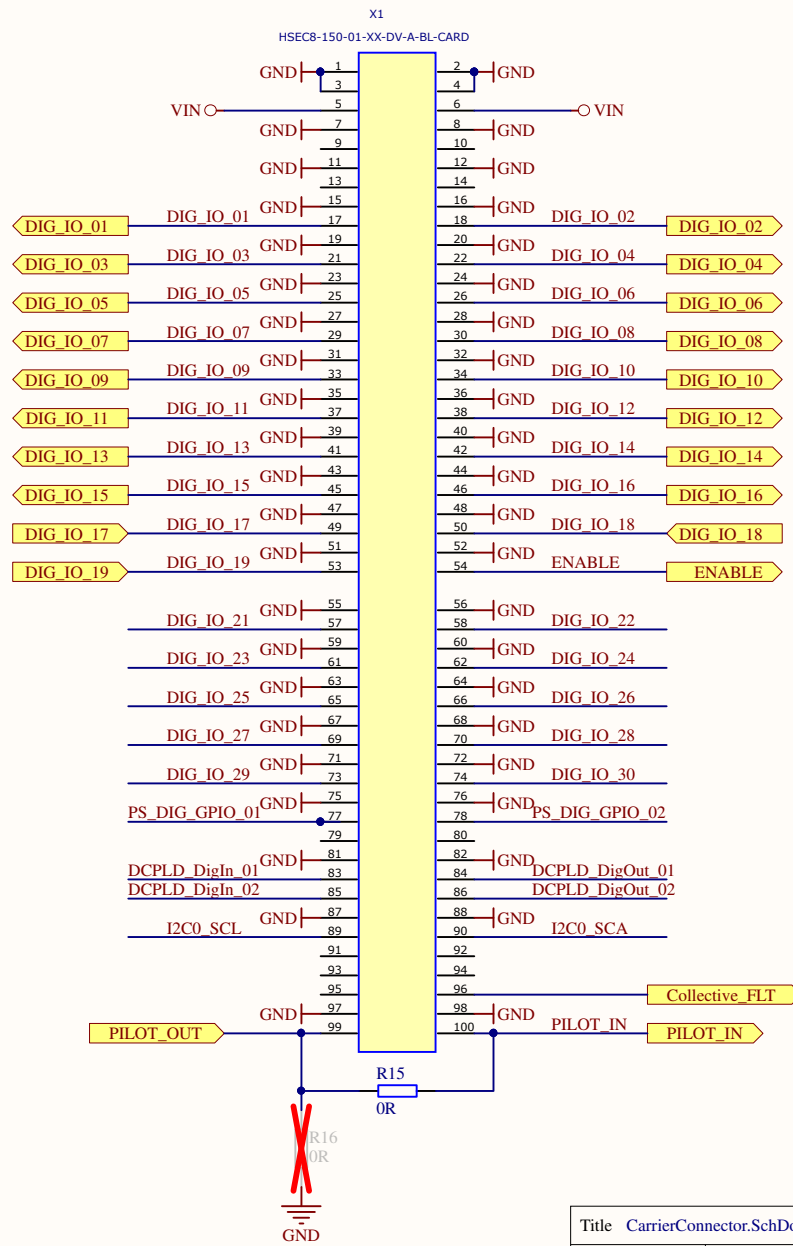 X1
HSEC8-150-01-XX-DV-A-BL-CARD
GND 1 2 GND
3 4
VIN 5 6 VIN
GND 7 8 GND
9 10
GND 11 12 GND
13 14
GND 15 16 GND
DIG_IO_01 DIG_IO_01 17 18 DIG_IO_02 DIG_IO_02
GND 19 20 GND
DIG_IO_03 DIG_IO_03 21 22 DIG_IO_04 DIG_IO_04
GND 23 24 GND
DIG_IO_05 DIG_IO_05 25 26 DIG_IO_06 DIG_IO_06
GND 27 28 GND
DIG_IO_07 DIG_IO_07 29 30 DIG_IO_08 DIG_IO_08
GND 31 32 GND
DIG_IO_09 DIG_IO_09 33 34 DIG_IO_10 DIG_IO_10
GND 35 36 GND
DIG_IO_11 DIG_IO_11 37 38 DIG_IO_12 DIG_IO_12
GND 39 40 GND
DIG_IO_13 DIG_IO_13 41 42 DIG_IO_14 DIG_IO_14
GND 43 44 GND
DIG_IO_15 DIG_IO_15 45 46 DIG_IO_16 DIG_IO_16
GND 47 48 GND
DIG_IO_17 DIG_IO_17 49 50 DIG_IO_18 DIG_IO_18
GND 51 52 GND
DIG_IO_19 DIG_IO_19 53 54 ENABLE ENABLE
GND 55 56 GND
DIG_IO_21 57 58 DIG_IO_22
GND 59 60 GND
DIG_IO_23 61 62 DIG_IO_24
GND 63 64 GND
DIG_IO_25 65 66 DIG_IO_26
GND 67 68 GND
DIG_IO_27 69 70 DIG_IO_28
GND 71 72 GND
DIG_IO_29 73 74 DIG_IO_30
GND 75 76 GND
PS_DIG_GPIO_01 77 78 PS_DIG_GPIO_02
79 80
GND 81 82 GND
DCPLD_DigIn_01 83 84 DCPLD_DigOut_01
DCPLD_DigIn_02 85 86 DCPLD_DigOut_02
GND 87 88 GND
I2C0_SCL 89 90 I2C0_SCA
91 92
93 94
95 96 Collective_FLT
GND 97 98 GND
PILOT_OUT 99 100 PILOT_IN PILOT_IN
R15
0R
R16
0R
GND
Title CarrierConnector.SchDo